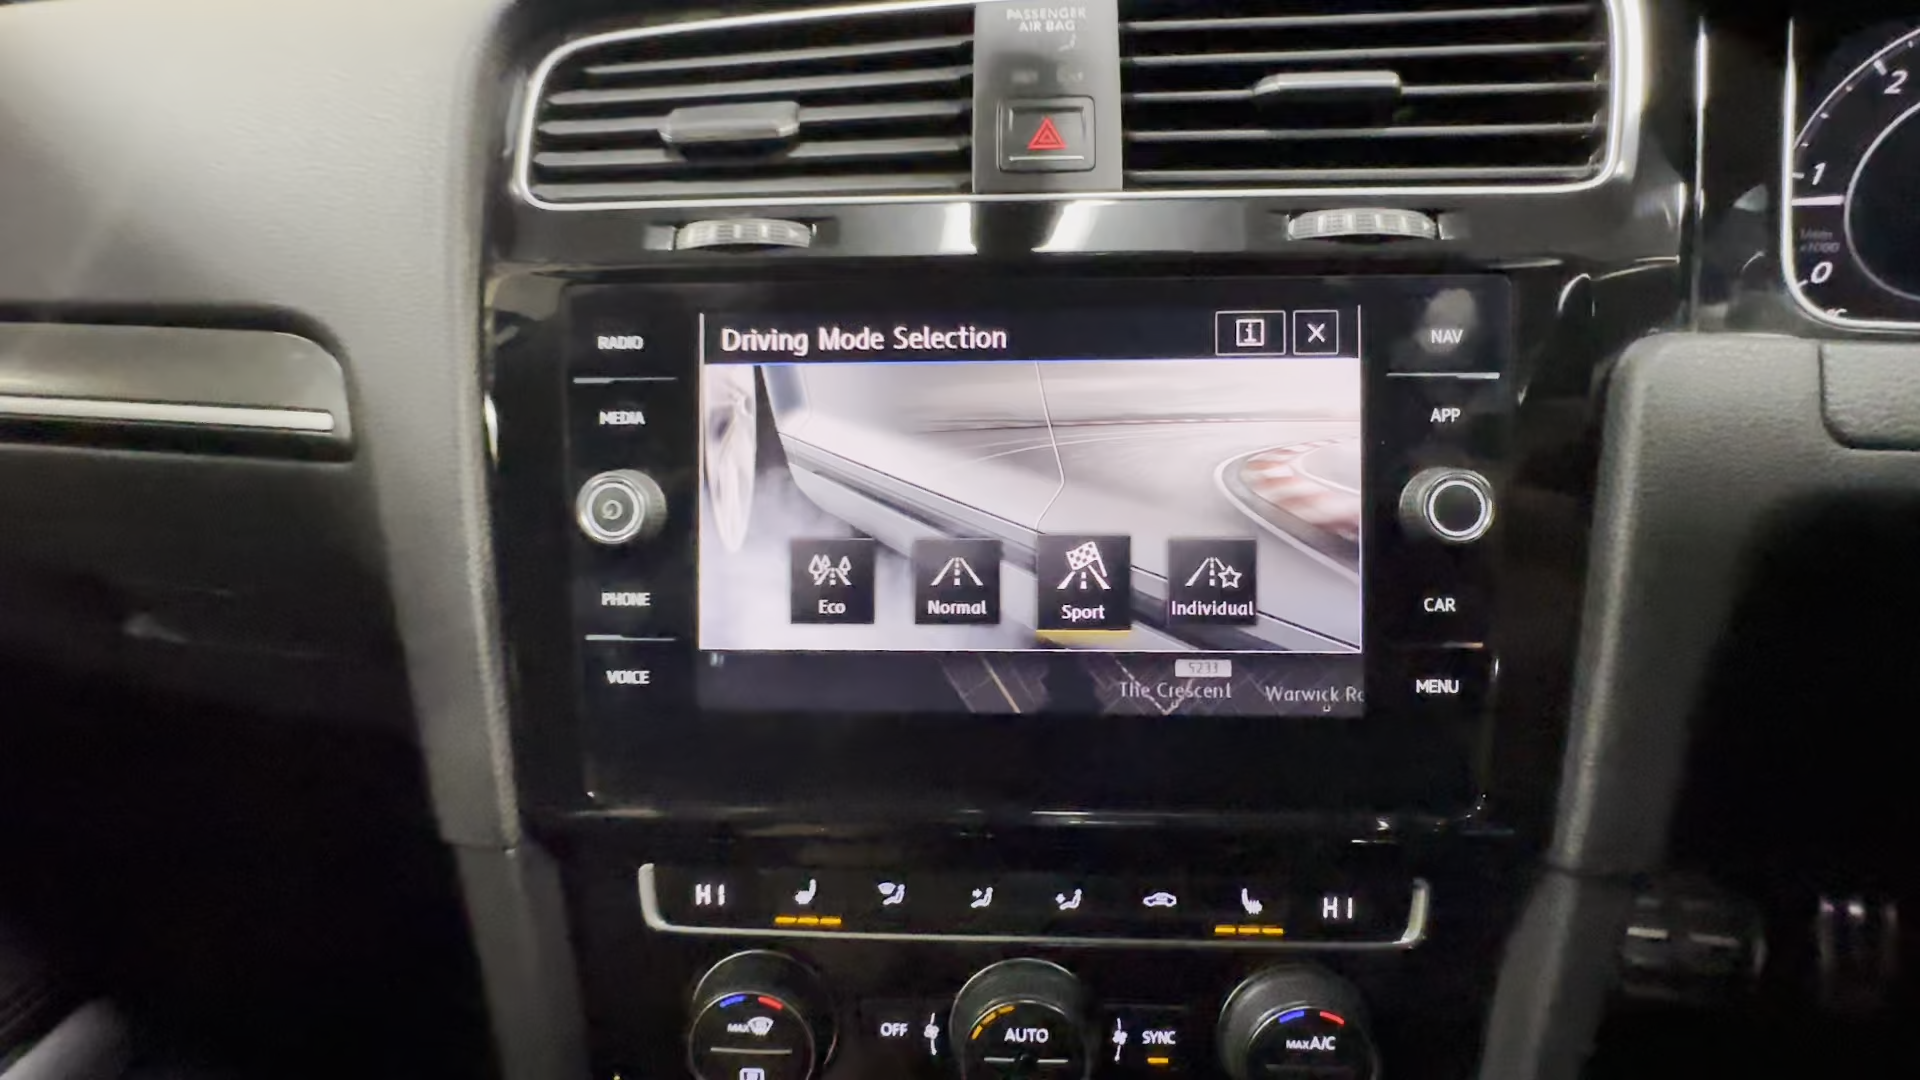 PASSENGER
AIR BAG
2
1
0
RADIO
MEDIA
PHONE
VOICE
Driving Mode Selection
i
X
Eco
Normal
Sport
Individual
5233
The Crescent
Warwick Ro
NAV
APP
CAR
MENU
HI
HI
MAX
OFF
AUTO
SYNC
MAX A/C